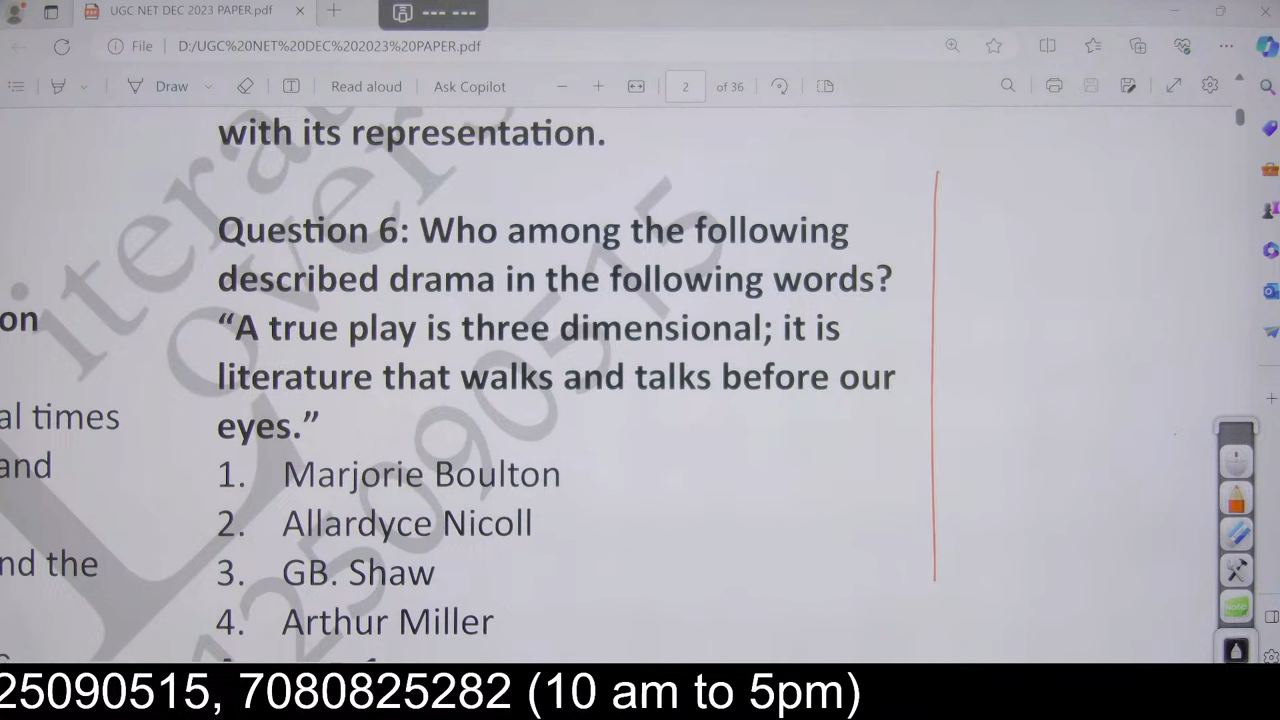 UGC NET DEC 2023 PAPER.pdf
File D:/UGC%20NET%20DEC%202023%20PAPER.pdf
Draw Read aloud Ask Copilot 2 of 36
with its representation.
Question 6: Who among the following
described drama in the following words?
“A true play is three dimensional; it is
literature that walks and talks before our
eyes.”
1. Marjorie Boulton
2. Allardyce Nicoll
3. GB. Shaw
4. Arthur Miller
on
al times
and
nd the
25090515, 7080825282 (10 am to 5pm)